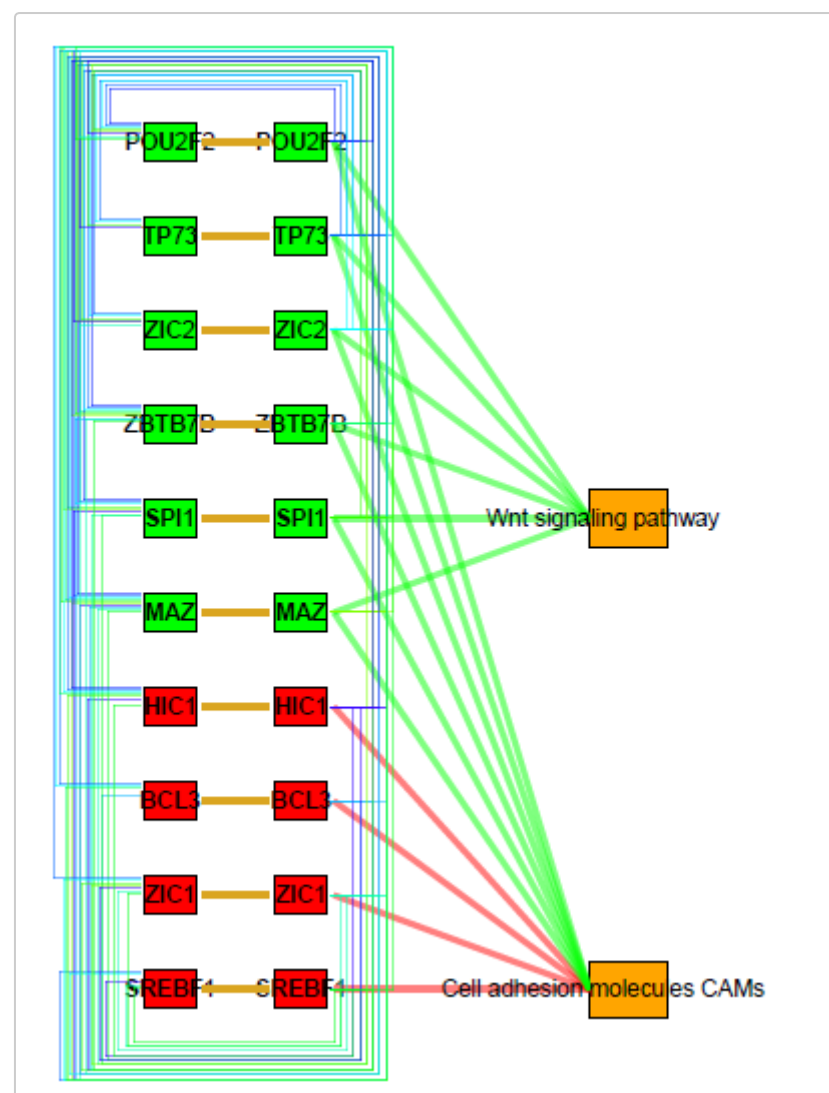 POU2F2 POU2F2
TP73 TP73
ZIC2 ZIC2
ZBTB7B ZBTB7B
SPI1 SPI1
Wnt signaling pathway
MAZ MAZ
HIC1 HIC1
BCL3 BCL3
ZIC1 ZIC1
SREBF1 SREBF1
Cell adhesion molecules CAMs